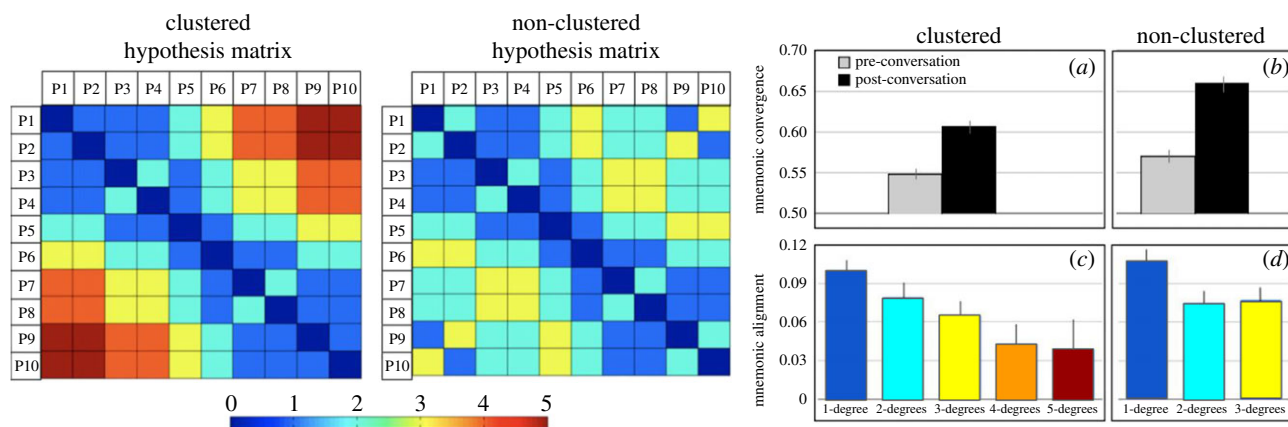 clustered
hypothesis matrix
P1 P2 P3 P4 P5 P6 P7 P8 P9 P10
P1
P2
P3
P4
P5
P6
P7
P8
P9
P10
non-clustered
hypothesis matrix
P1 P2 P3 P4 P5 P6 P7 P8 P9 P10
P1
P2
P3
P4
P5
P6
P7
P8
P9
P10
0 1 2 3 4 5
clustered
non-clustered
mnemonic convergence
0.70
0.65
0.60
0.55
0.50
pre-conversation
post-conversation
(a)
(b)
mnemonic alignment
0.12
0.09
0.06
0.03
0
(c)
(d)
1-degree 2-degrees 3-degrees 4-degrees 5-degrees
1-degree 2-degrees 3-degrees